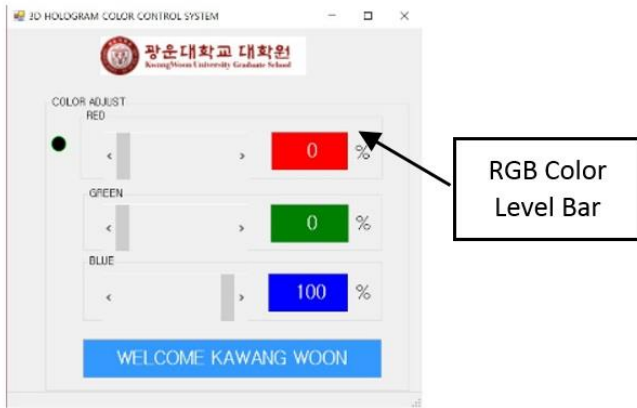 3D HOLOGRAM COLOR CONTROL SYSTEM
광운대학교 대학원
KwangWoon University Graduate School
COLOR ADJUST
RED
0 %
GREEN
0 %
BLUE
100 %
WELCOME KAWANG WOON
RGB Color
Level Bar